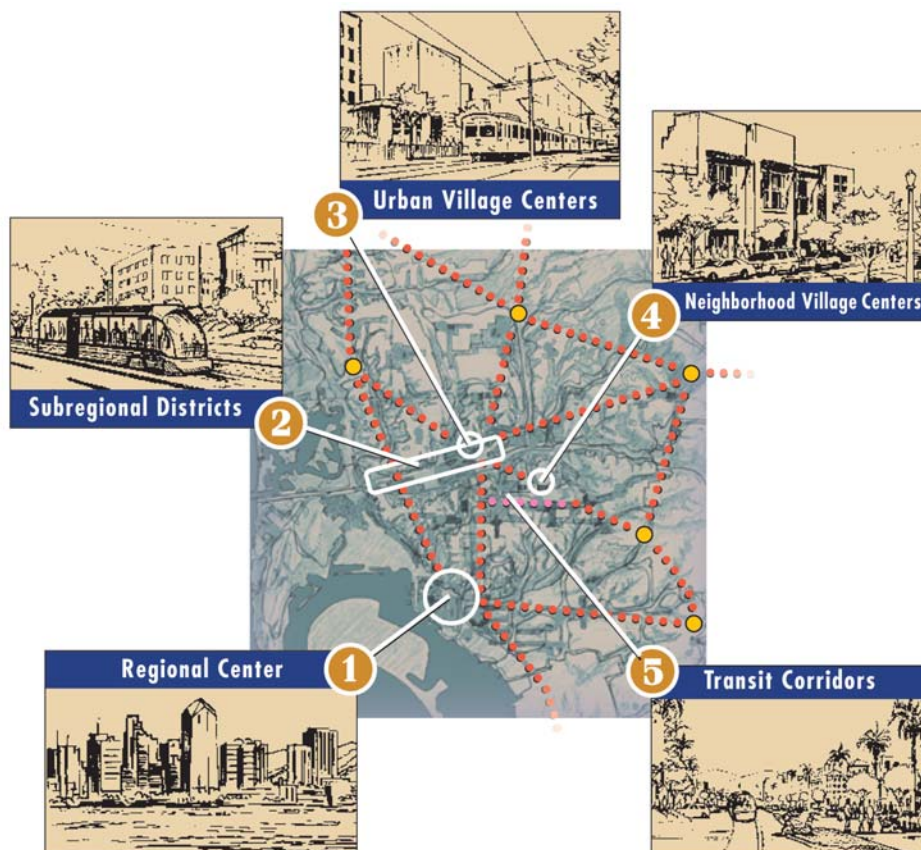 Urban Village Centers
3
Neighborhood Village Centers
4
Subregional Districts
2
Regional Center
1
5
Transit Corridors